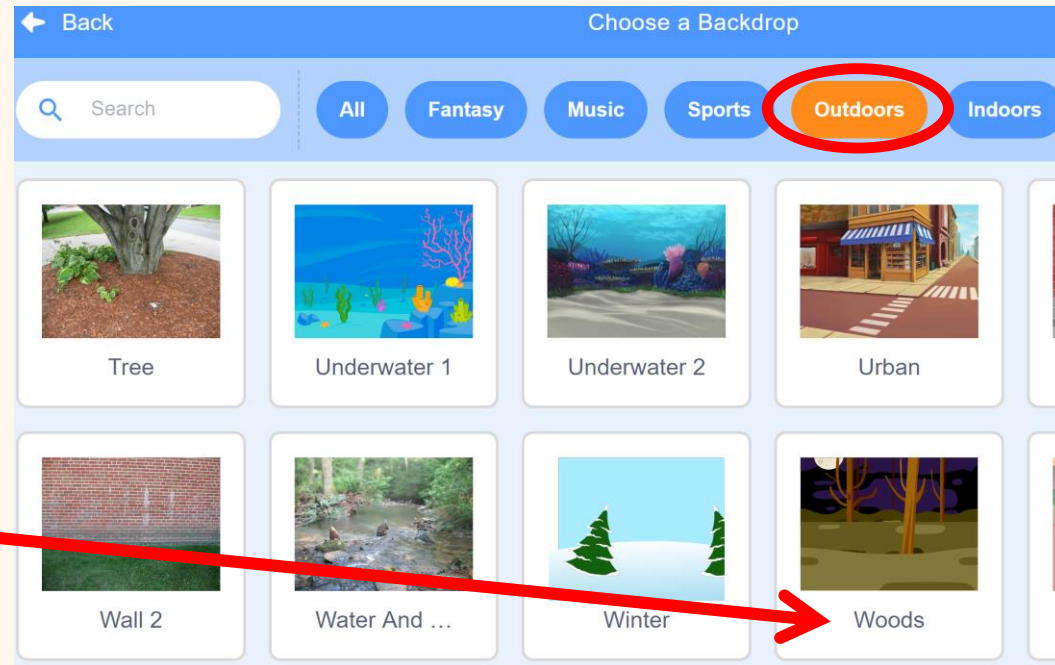 Back
Choose a Backdrop
Search
All
Fantasy
Music
Sports
Outdoors
Indoors
Tree
Underwater 1
Underwater 2
Urban
Wall 2
Water And ...
Winter
Woods